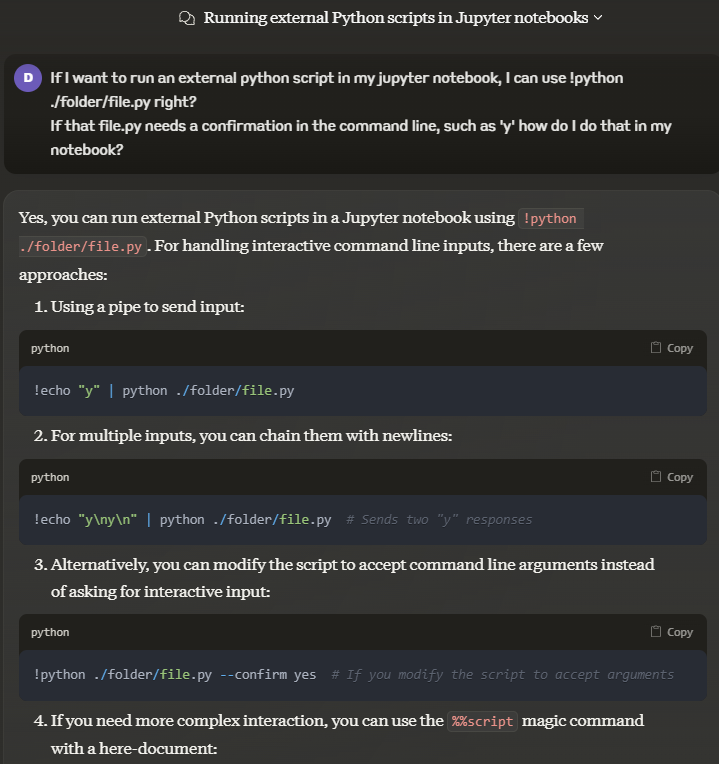 Running external Python scripts in Jupyter notebooks
D
If I want to run an external python script in my jupyter notebook, I can use !python
./folder/file.py right?
If that file.py needs a confirmation in the command line, such as 'y' how do I do that in my
notebook?
Yes, you can run external Python scripts in a Jupyter notebook using !python
./folder/file.py. For handling interactive command line inputs, there are a few
approaches:
1. Using a pipe to send input:
python
Copy
!echo "y" | python ./folder/file.py
2. For multiple inputs, you can chain them with newlines:
python
Copy
!echo "y\ny\n" | python ./folder/file.py # Sends two "y" responses
3. Alternatively, you can modify the script to accept command line arguments instead
of asking for interactive input:
python
Copy
!python ./folder/file.py --confirm yes # If you modify the script to accept arguments
4. If you need more complex interaction, you can use the %%script magic command
with a here-document: